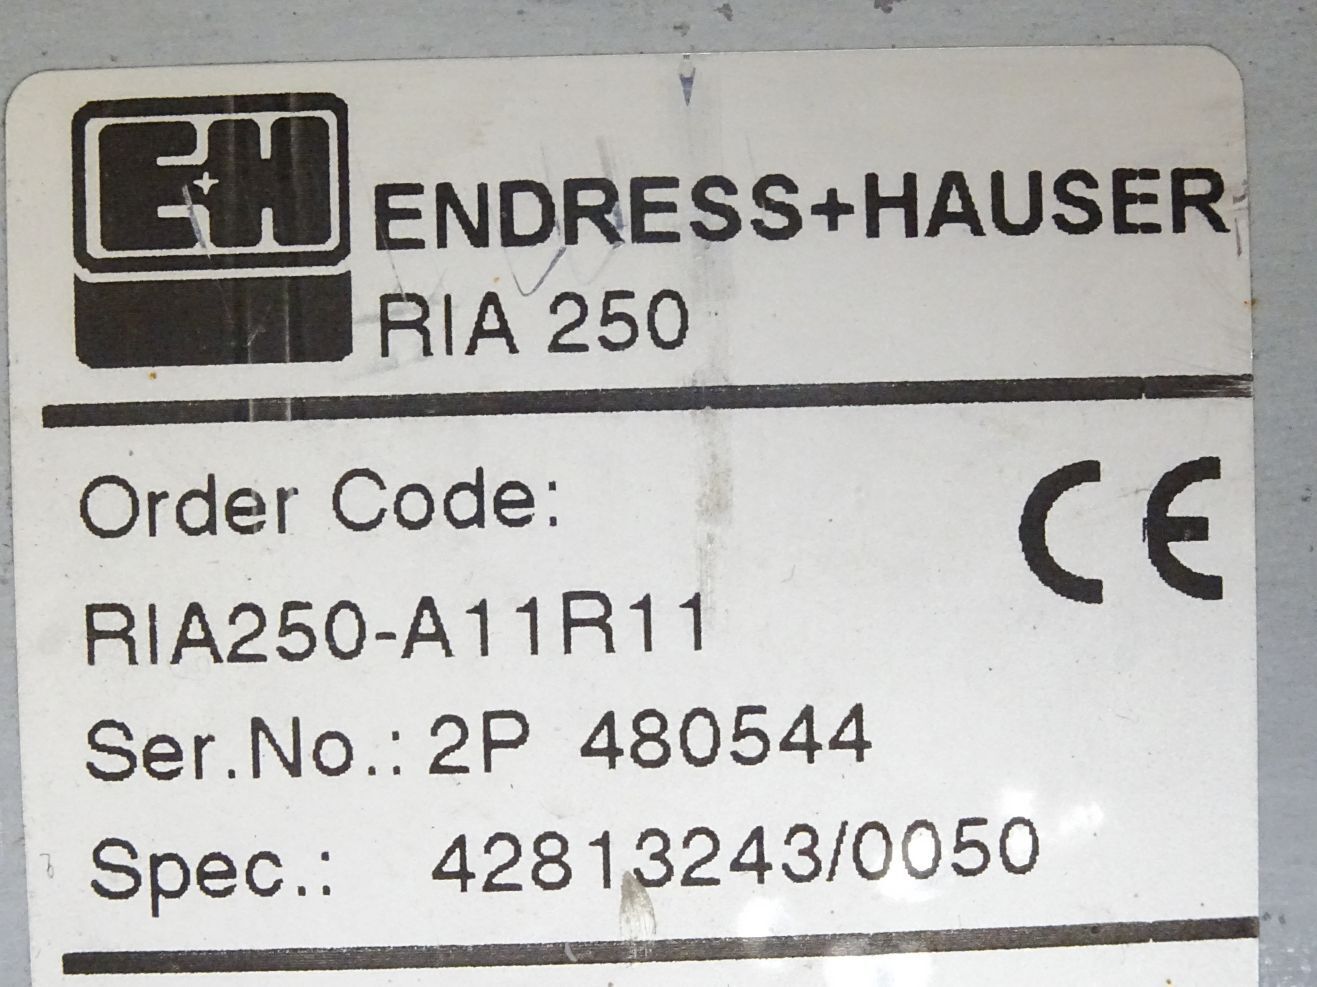 E+H ENDRESS+HAUSER
RIA 250
Order Code:
CE
RIA250-A11R11
Ser.No.: 2P 480544
Spec.: 42813243/0050